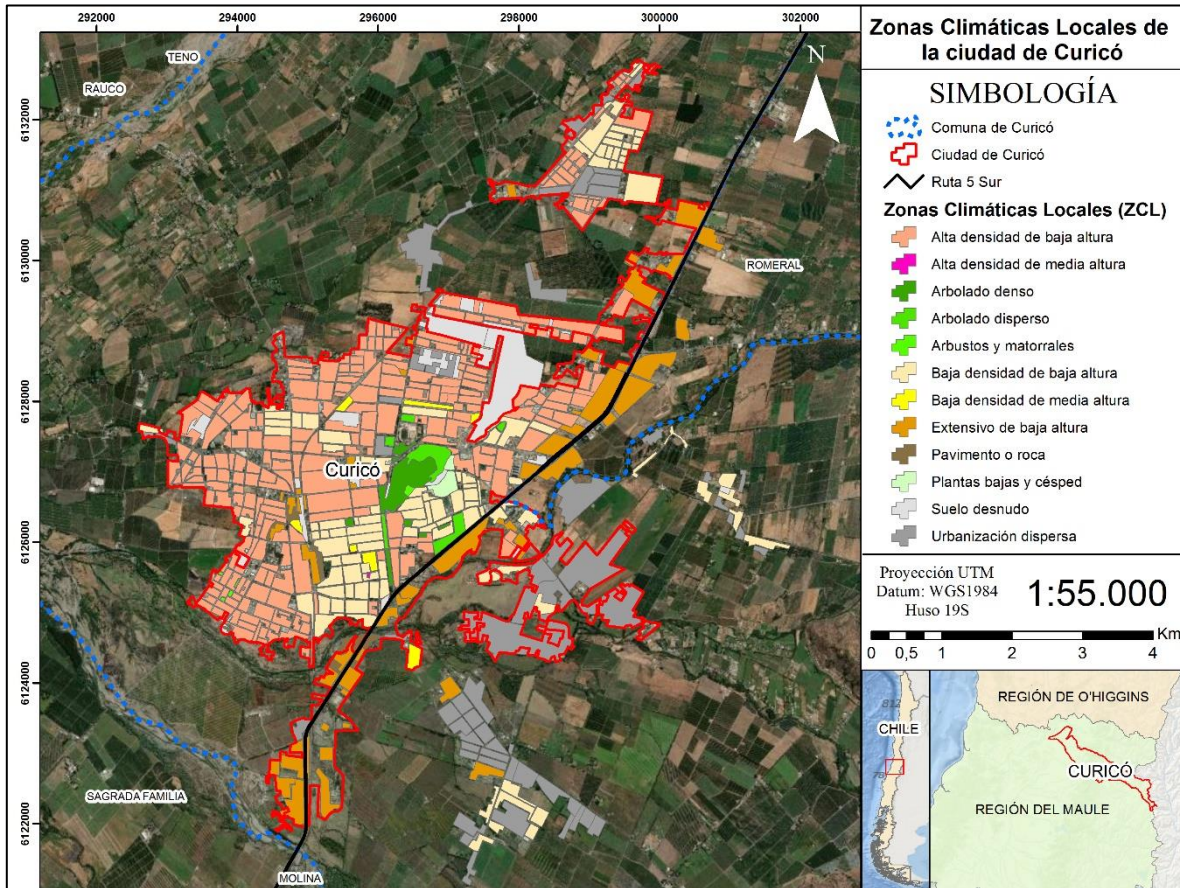 292000 294000 296000 298000 300000 302000
6132000
6130000
6128000
6126000
6124000
6122000
TENO
RAUCO
N
ROMERAL
Curicó
SAGRADA FAMILIA
MOLINA
Zonas Climáticas Locales de
la ciudad de Curicó
SIMBOLOGÍA
Comuna de Curicó
Ciudad de Curicó
Ruta 5 Sur
Zonas Climáticas Locales (ZCL)
Alta densidad de baja altura
Alta densidad de media altura
Arbolado denso
Arbolado disperso
Arbustos y matorrales
Baja densidad de baja altura
Baja densidad de media altura
Extensivo de baja altura
Pavimento o roca
Plantas bajas y césped
Suelo desnudo
Urbanización dispersa
Proyección UTM
Datum: WGS1984
Huso 19S
1:55.000
Km
0 0,5 1 2 3 4
CHILE
REGIÓN DE O'HIGGINS
CURICÓ
REGIÓN DEL MAULE